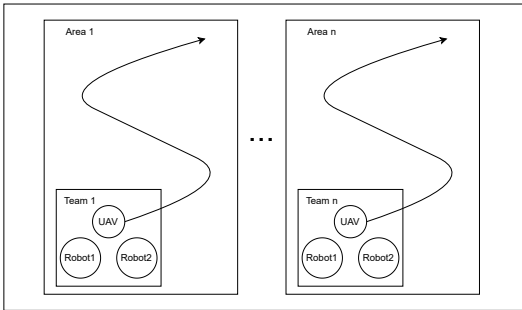 Area 1
Team 1
UAV
Robot1
Robot2
...
Area n
Team n
UAV
Robot1
Robot2